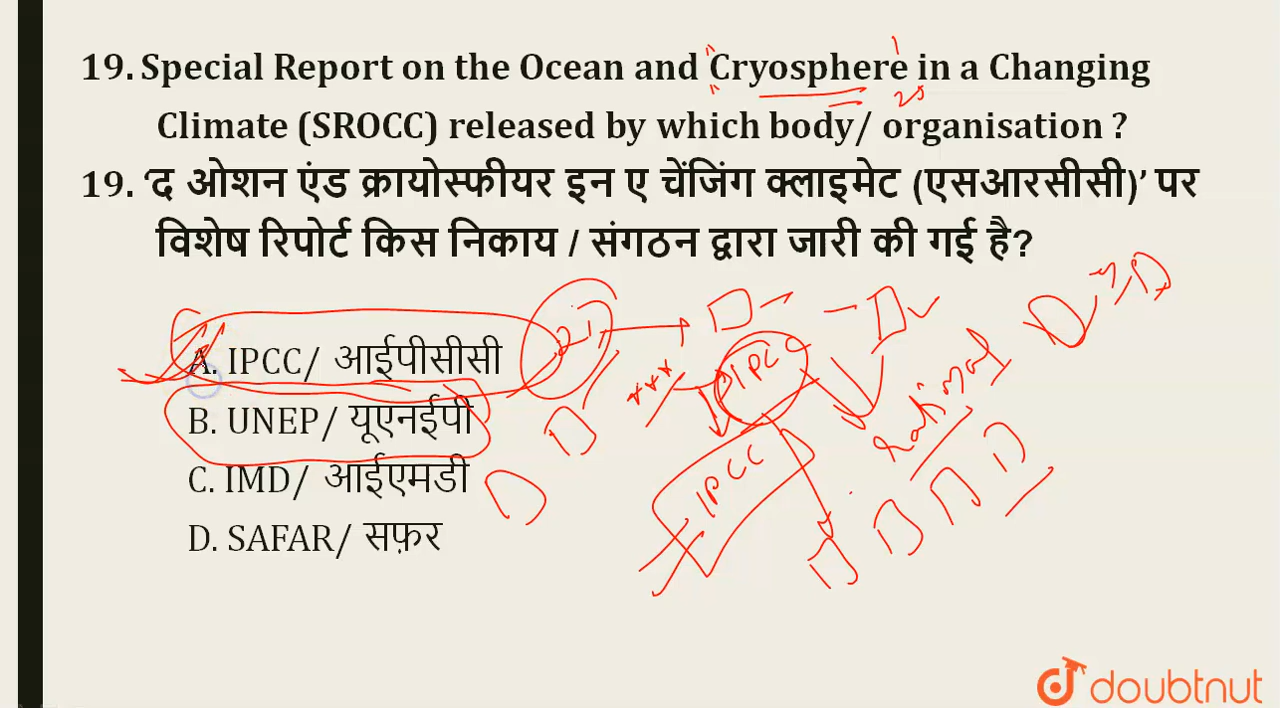 19. Special Report on the Ocean and Cryosphere in a Changing
Climate (SROCC) released by which body/ organisation ?
19. ‘द ओशन एंड क्रायोस्फीयर इन ए चेंजिंग क्लाइमेट (एसआरसीसी)’ पर
विशेष रिपोर्ट किस निकाय / संगठन द्वारा जारी की गई है?
A. IPCC/ आईपीसीसी
B. UNEP/ यूएनईपी
C. IMD/ आईएमडी
D. SAFAR/ सफ़र
IPCC
IPCC
doubtnut